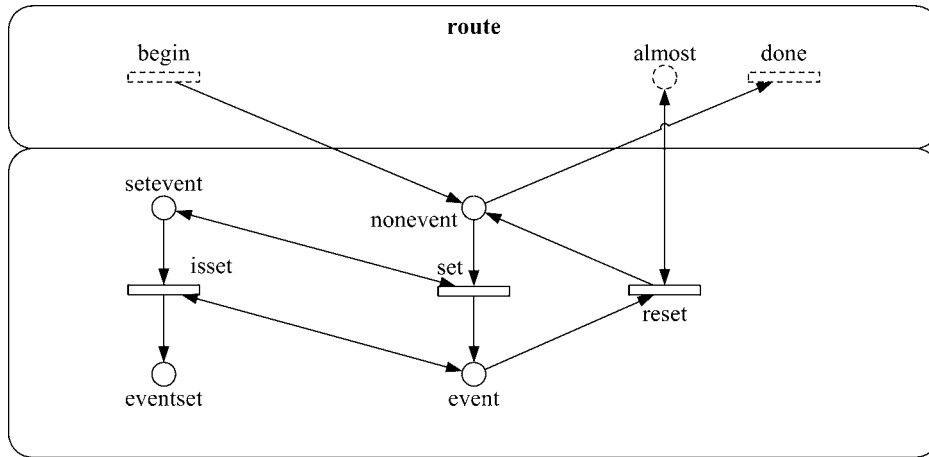 route
begin
almost
done
setevent
nonevent
isset
set
reset
eventset
event